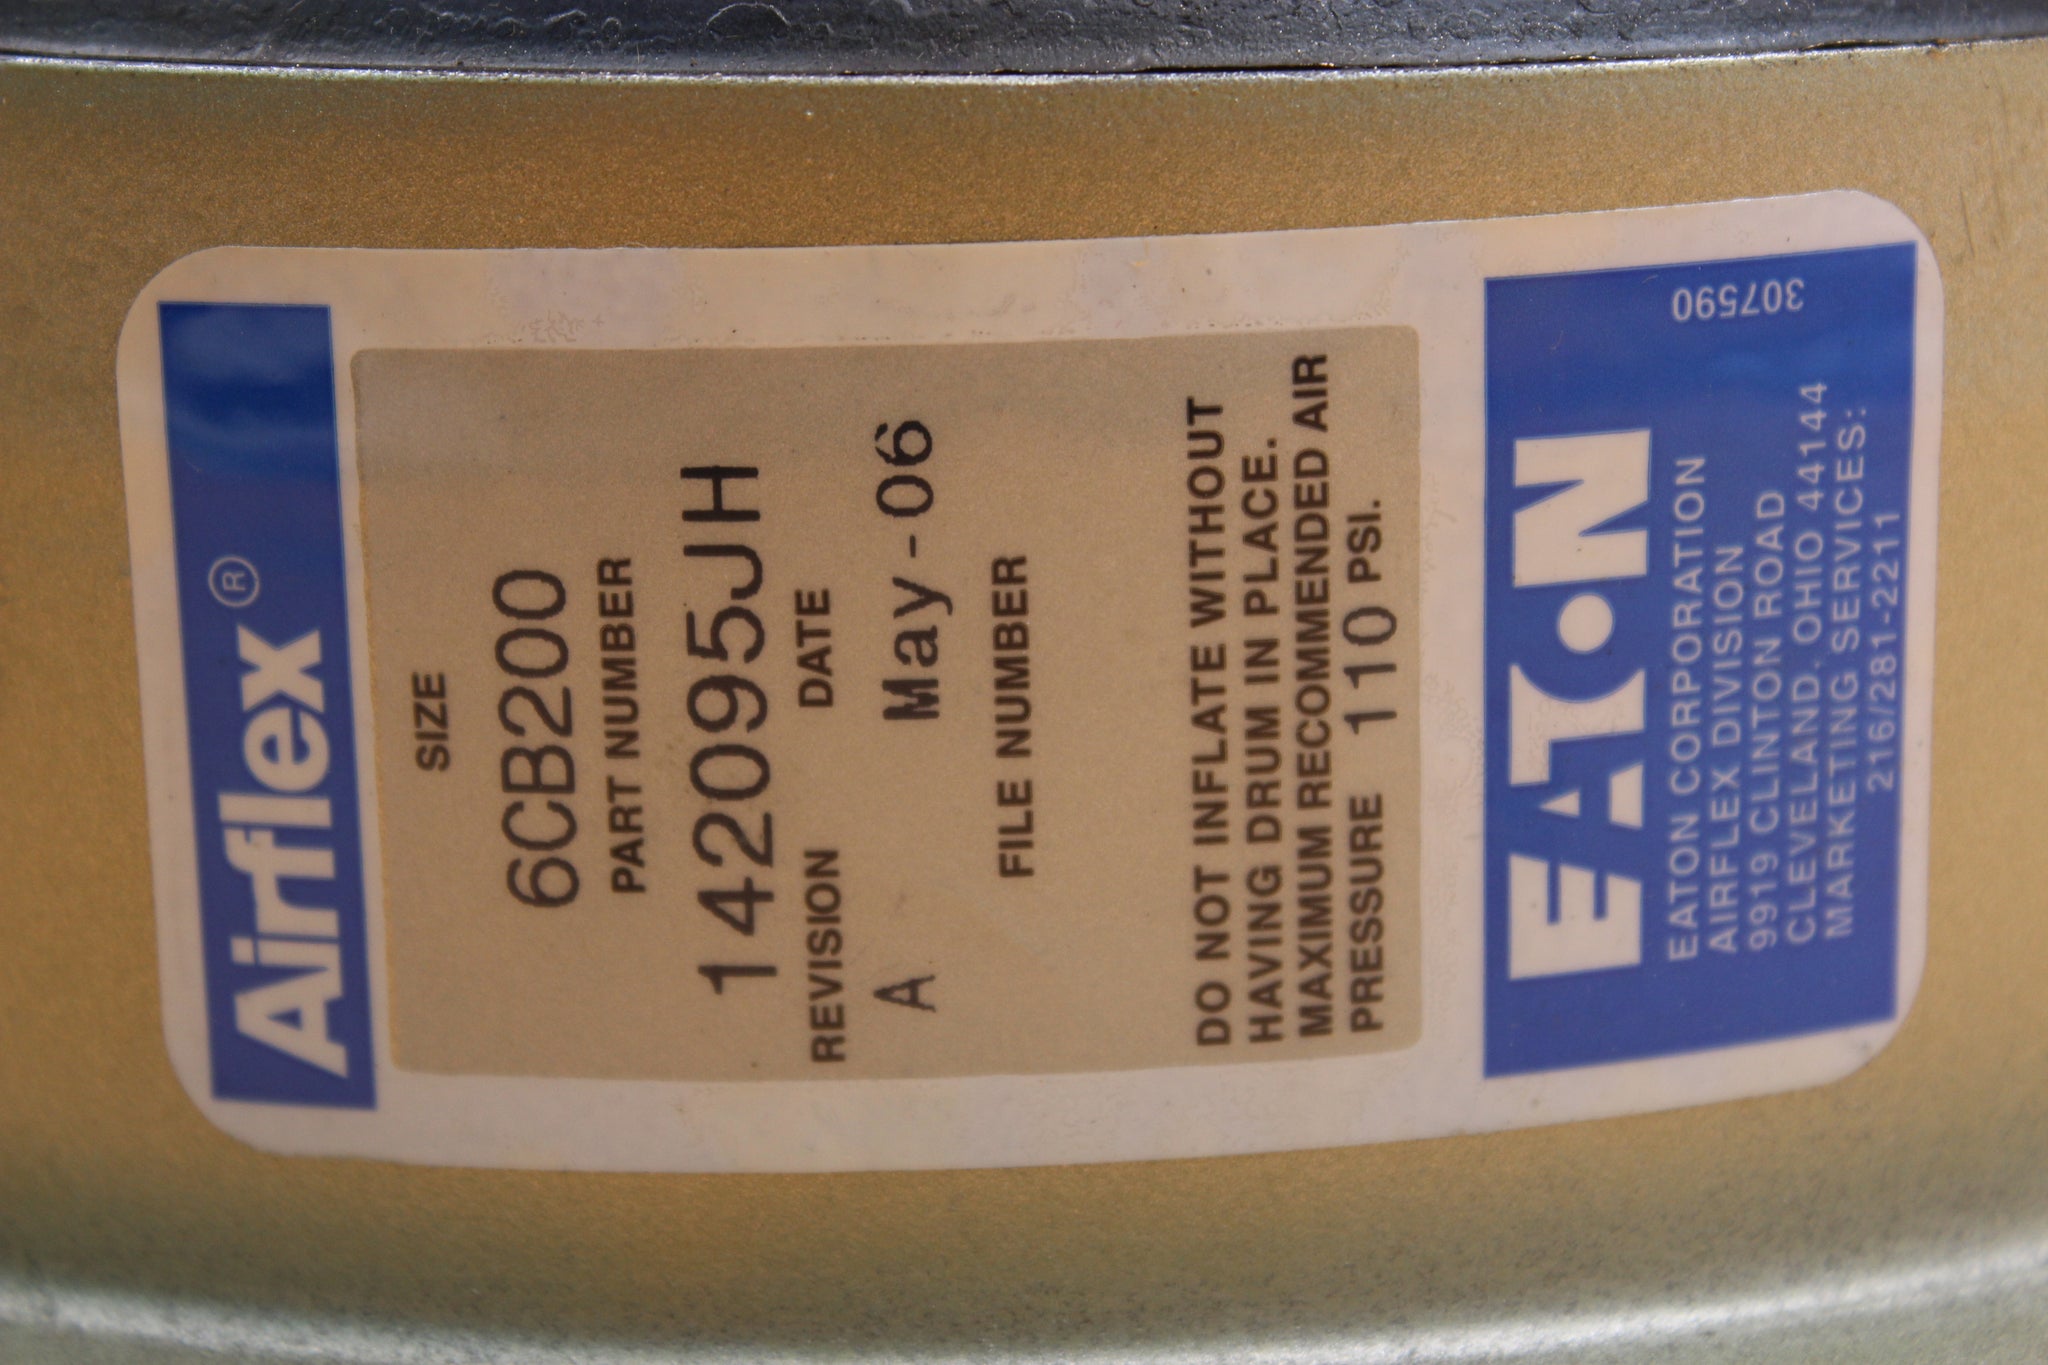 Airflex®
SIZE
6CB200
PART NUMBER
142095JH
REVISION DATE
A May-06
FILE NUMBER
DO NOT INFLATE WITHOUT
HAVING DRUM IN PLACE.
MAXIMUM RECOMMENDED AIR
PRESSURE 110 PSI.
EATON
EATON CORPORATION
AIRFLEX DIVISION
9919 CLINTON ROAD
CLEVELAND, OHIO 44144
MARKETING SERVICES:
216/281-2211
307590